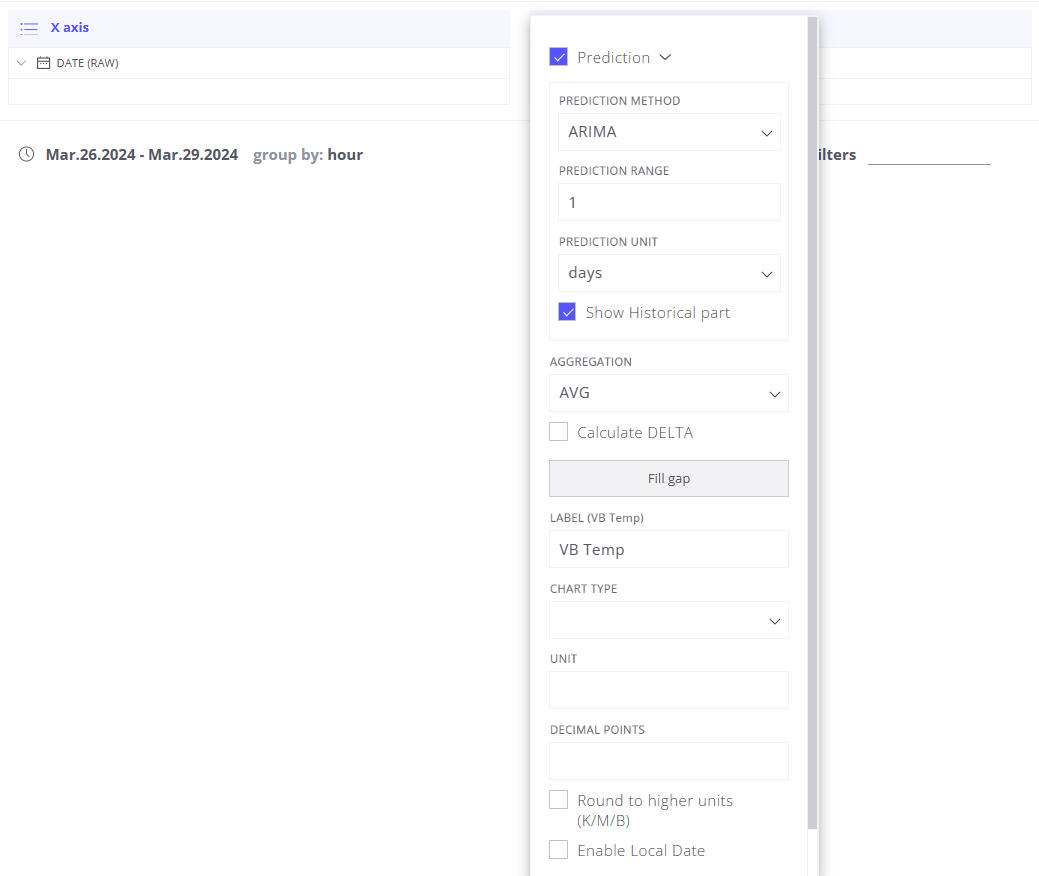 X axis
DATE (RAW)
Mar.26.2024 - Mar.29.2024 group by: hour
ilters
Prediction
PREDICTION METHOD
ARIMA
PREDICTION RANGE
1
PREDICTION UNIT
days
Show Historical part
AGGREGATION
AVG
Calculate DELTA
Fill gap
LABEL (VB Temp)
VB Temp
CHART TYPE
UNIT
DECIMAL POINTS
Round to higher units
(K/M/B)
Enable Local Date